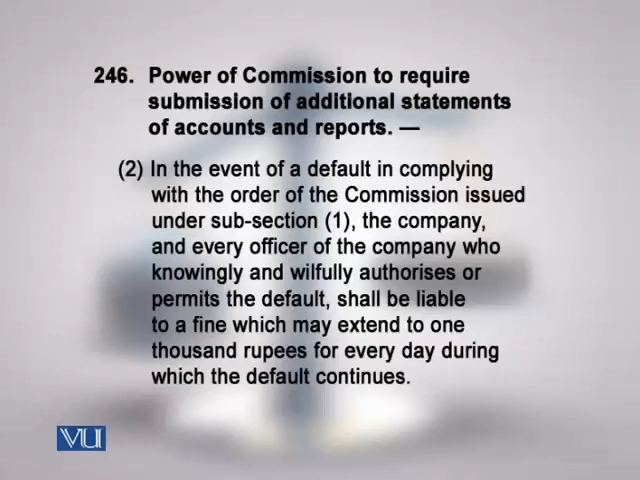 246. Power of Commission to require
submission of additional statements
of accounts and reports. —
(2) In the event of a default in complying
with the order of the Commission issued
under sub-section (1), the company,
and every officer of the company who
knowingly and wilfully authorises or
permits the default, shall be liable
to a fine which may extend to one
thousand rupees for every day during
which the default continues.
VU